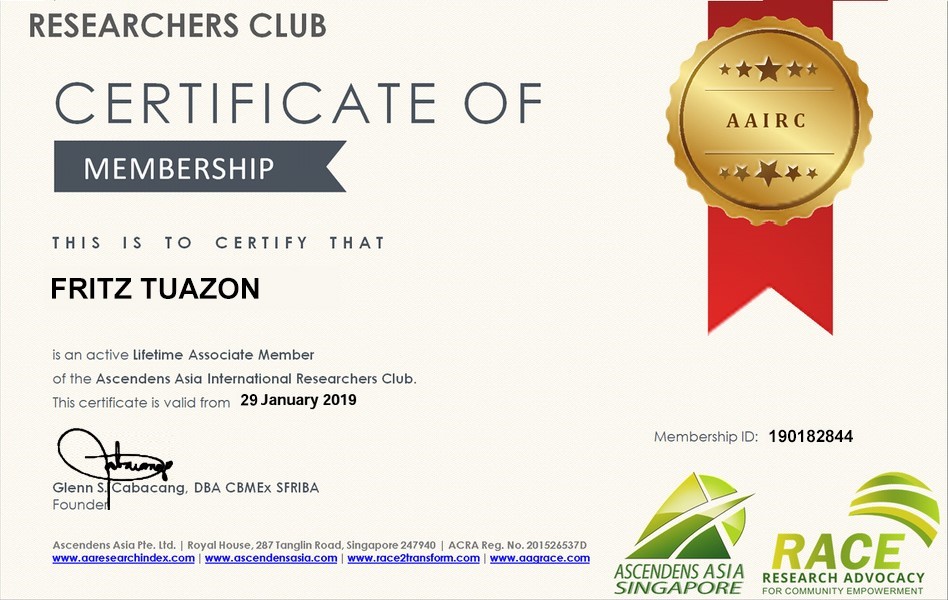 RESEARCHERS CLUB
CERTIFICATE OF
MEMBERSHIP
AAIRC
THIS IS TO CERTIFY THAT
FRITZ TUAZON
is an active Lifetime Associate Member
of the Ascendens Asia International Researchers Club.
This certificate is valid from 29 January 2019
Membership ID: 190182844
Glenn S. Cabacang, DBA CBMEx SFRIBA
Founder
Ascendens Asia Pte. Ltd. | Royal House, 287 Tanglin Road, Singapore 247940 | ACRA Reg. No. 201526537D
www.aaresearchindex.com | www.ascendensasia.com | www.race2transform.com | www.aagrace.com
ASCENDENS ASIA
SINGAPORE
RACE
RESEARCH ADVOCACY
FOR COMMUNITY EMPOWERMENT